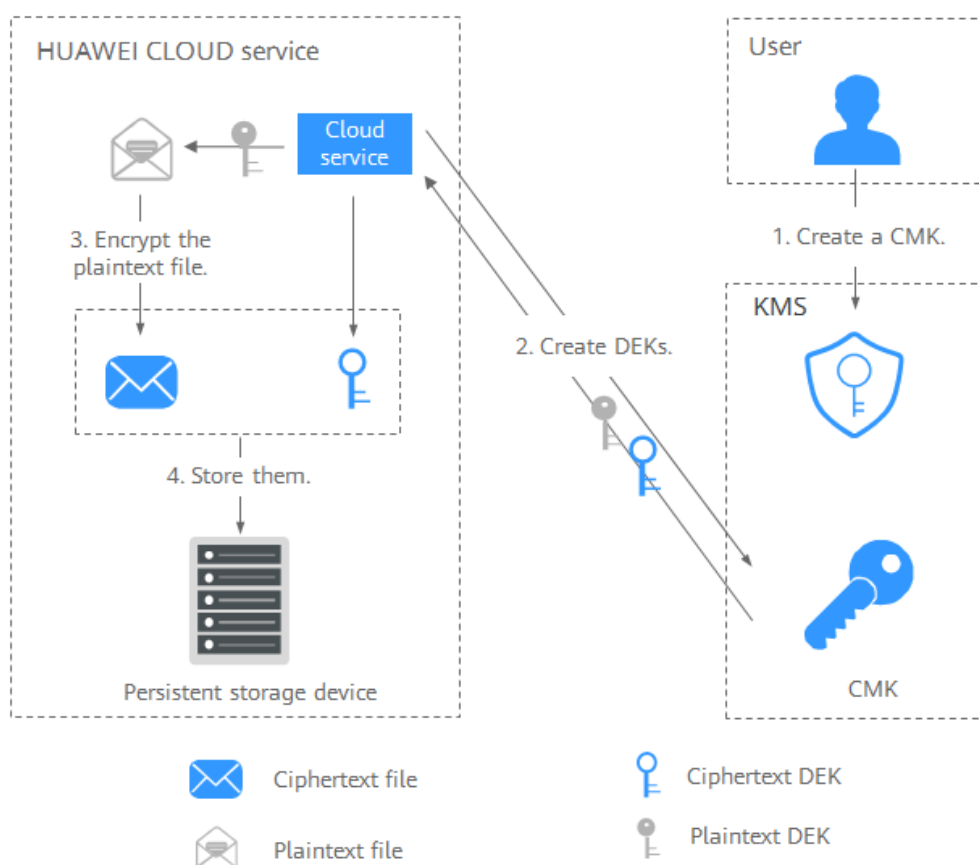 HUAWEI CLOUD service
User
Cloud
service
3. Encrypt the
plaintext file.
1. Create a CMK.
KMS
2. Create DEKs.
4. Store them.
Persistent storage device
CMK
Ciphertext file
Ciphertext DEK
Plaintext file
Plaintext DEK